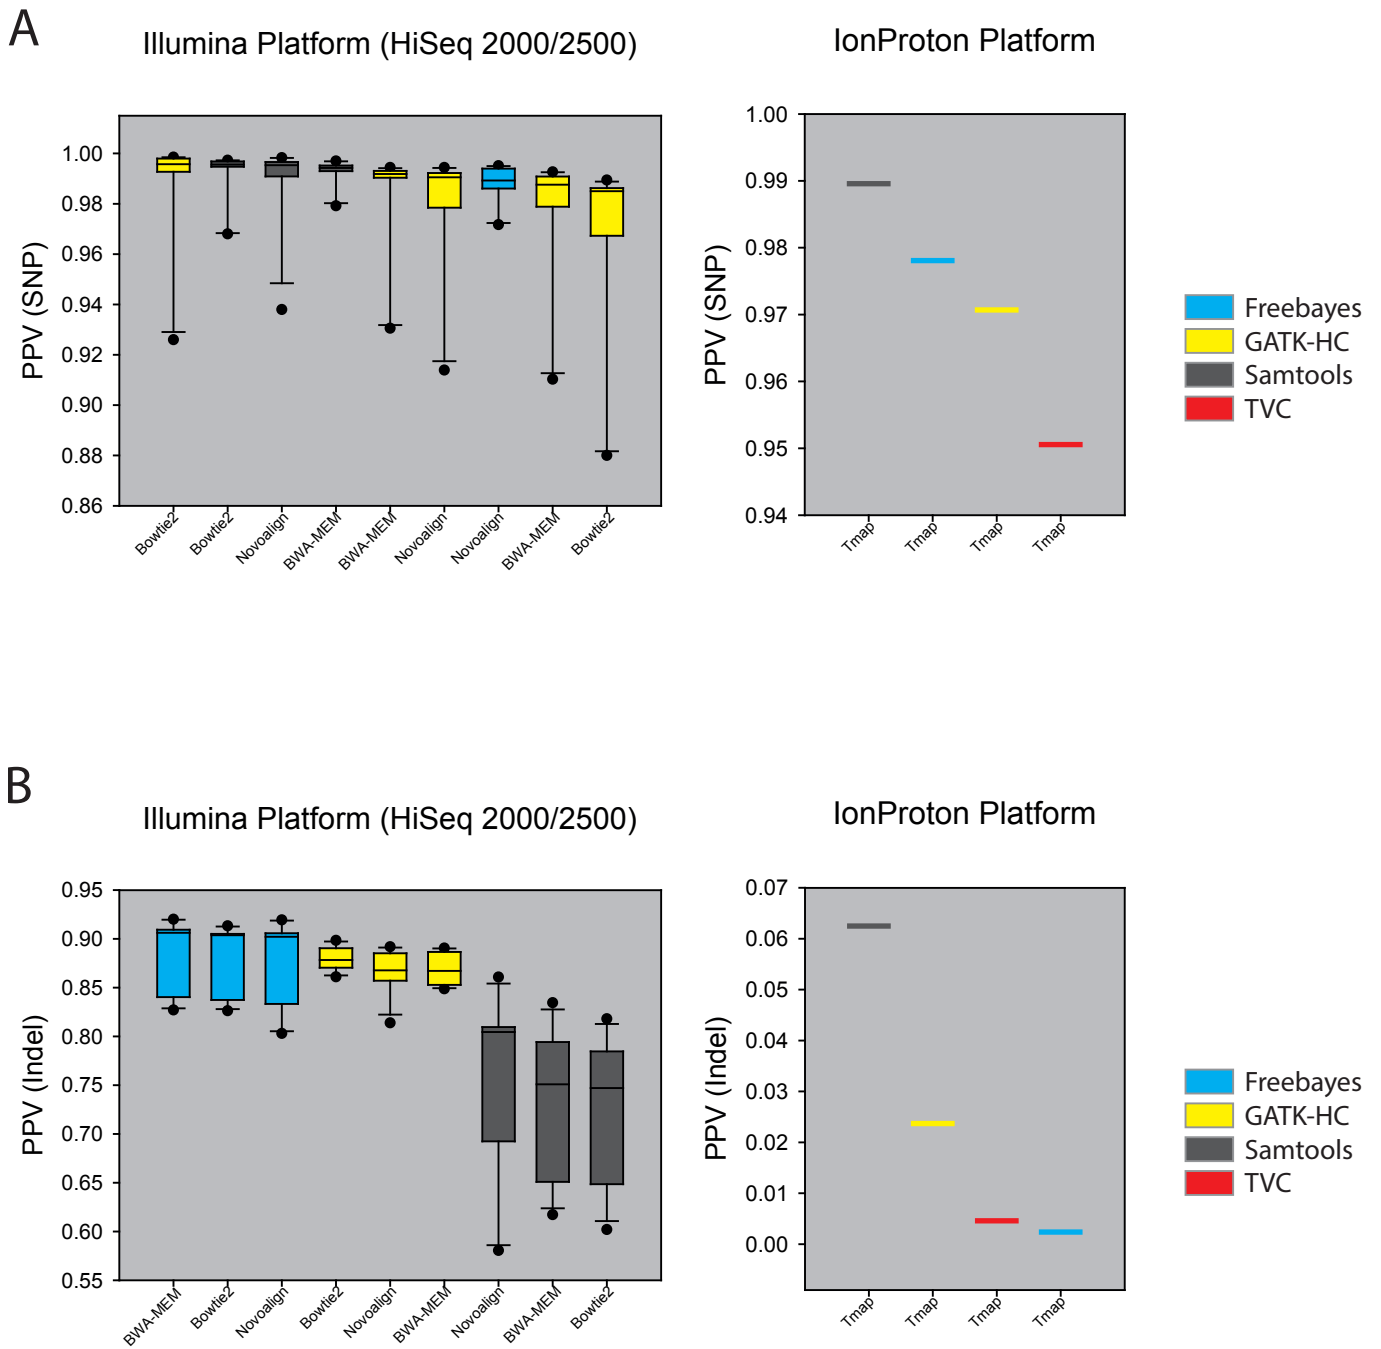 A
Illumina Platform (HiSeq 2000/2500)
IonProton Platform
PPV (SNP)
1.00
0.98
0.96
0.94
0.92
0.90
0.88
0.86
Bowtie2
Bowtie2
Novoalign
BWA-MEM
BWA-MEM
Novoalign
Novoalign
BWA-MEM
Bowtie2
PPV (SNP)
1.00
0.99
0.98
0.97
0.96
0.95
0.94
Tmap
Tmap
Tmap
Tmap
Freebayes
GATK-HC
Samtools
TVC
B
Illumina Platform (HiSeq 2000/2500)
IonProton Platform
PPV (Indel)
0.95
0.90
0.85
0.80
0.75
0.70
0.65
0.60
0.55
BWA-MEM
Bowtie2
Novoalign
Bowtie2
Novoalign
BWA-MEM
Novoalign
BWA-MEM
Bowtie2
PPV (Indel)
0.07
0.06
0.05
0.04
0.03
0.02
0.01
0.00
Tmap
Tmap
Tmap
Tmap
Freebayes
GATK-HC
Samtools
TVC